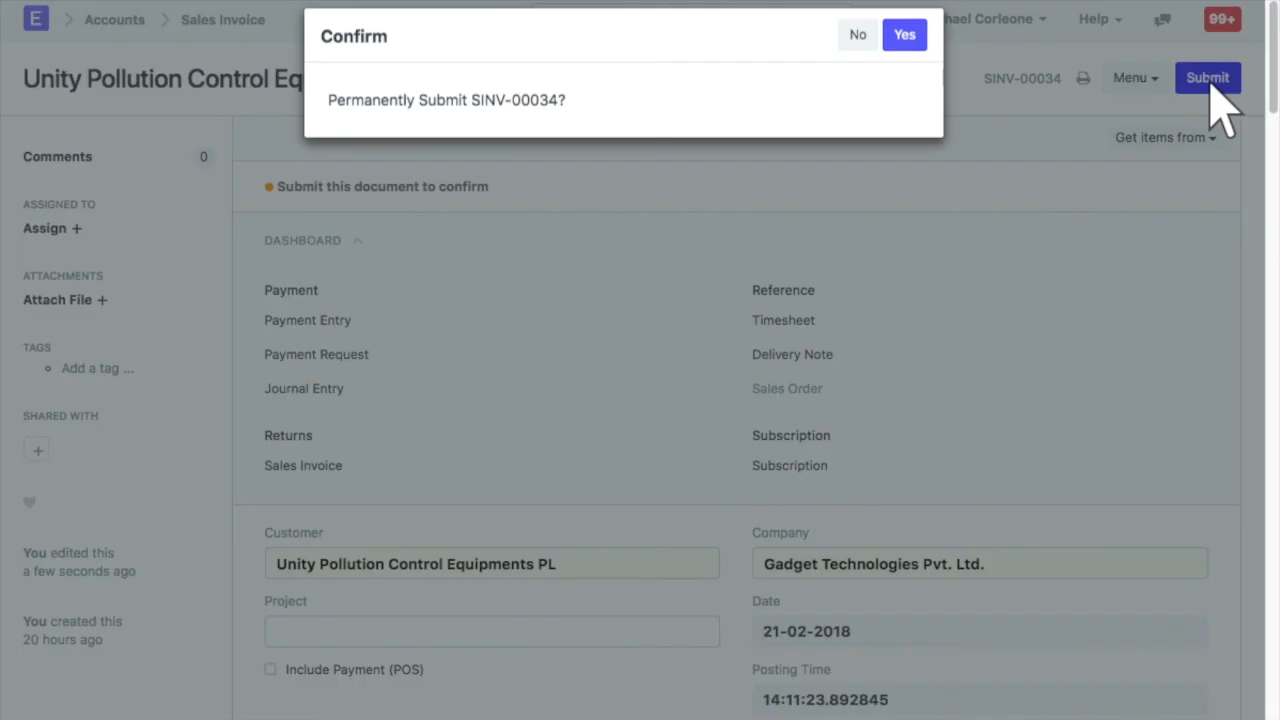 E
Accounts
Sales Invoice
Confirm
No
Yes
Permanently Submit SINV-00034?
hael Corleone
Help
99+
Unity Pollution Control Eq
SINV-00034
Menu
Submit
Get items from
Comments
0
ASSIGNED TO
Assign +
ATTACHMENTS
Attach File +
TAGS
Add a tag ...
SHARED WITH
+
You edited this
a few seconds ago
You created this
20 hours ago
Submit this document to confirm
DASHBOARD
Payment
Payment Entry
Payment Request
Journal Entry
Returns
Sales Invoice
Reference
Timesheet
Delivery Note
Sales Order
Subscription
Subscription
Customer
Unity Pollution Control Equipments PL
Project
Include Payment (POS)
Company
Gadget Technologies Pvt. Ltd.
Date
21-02-2018
Posting Time
14:11:23.892845